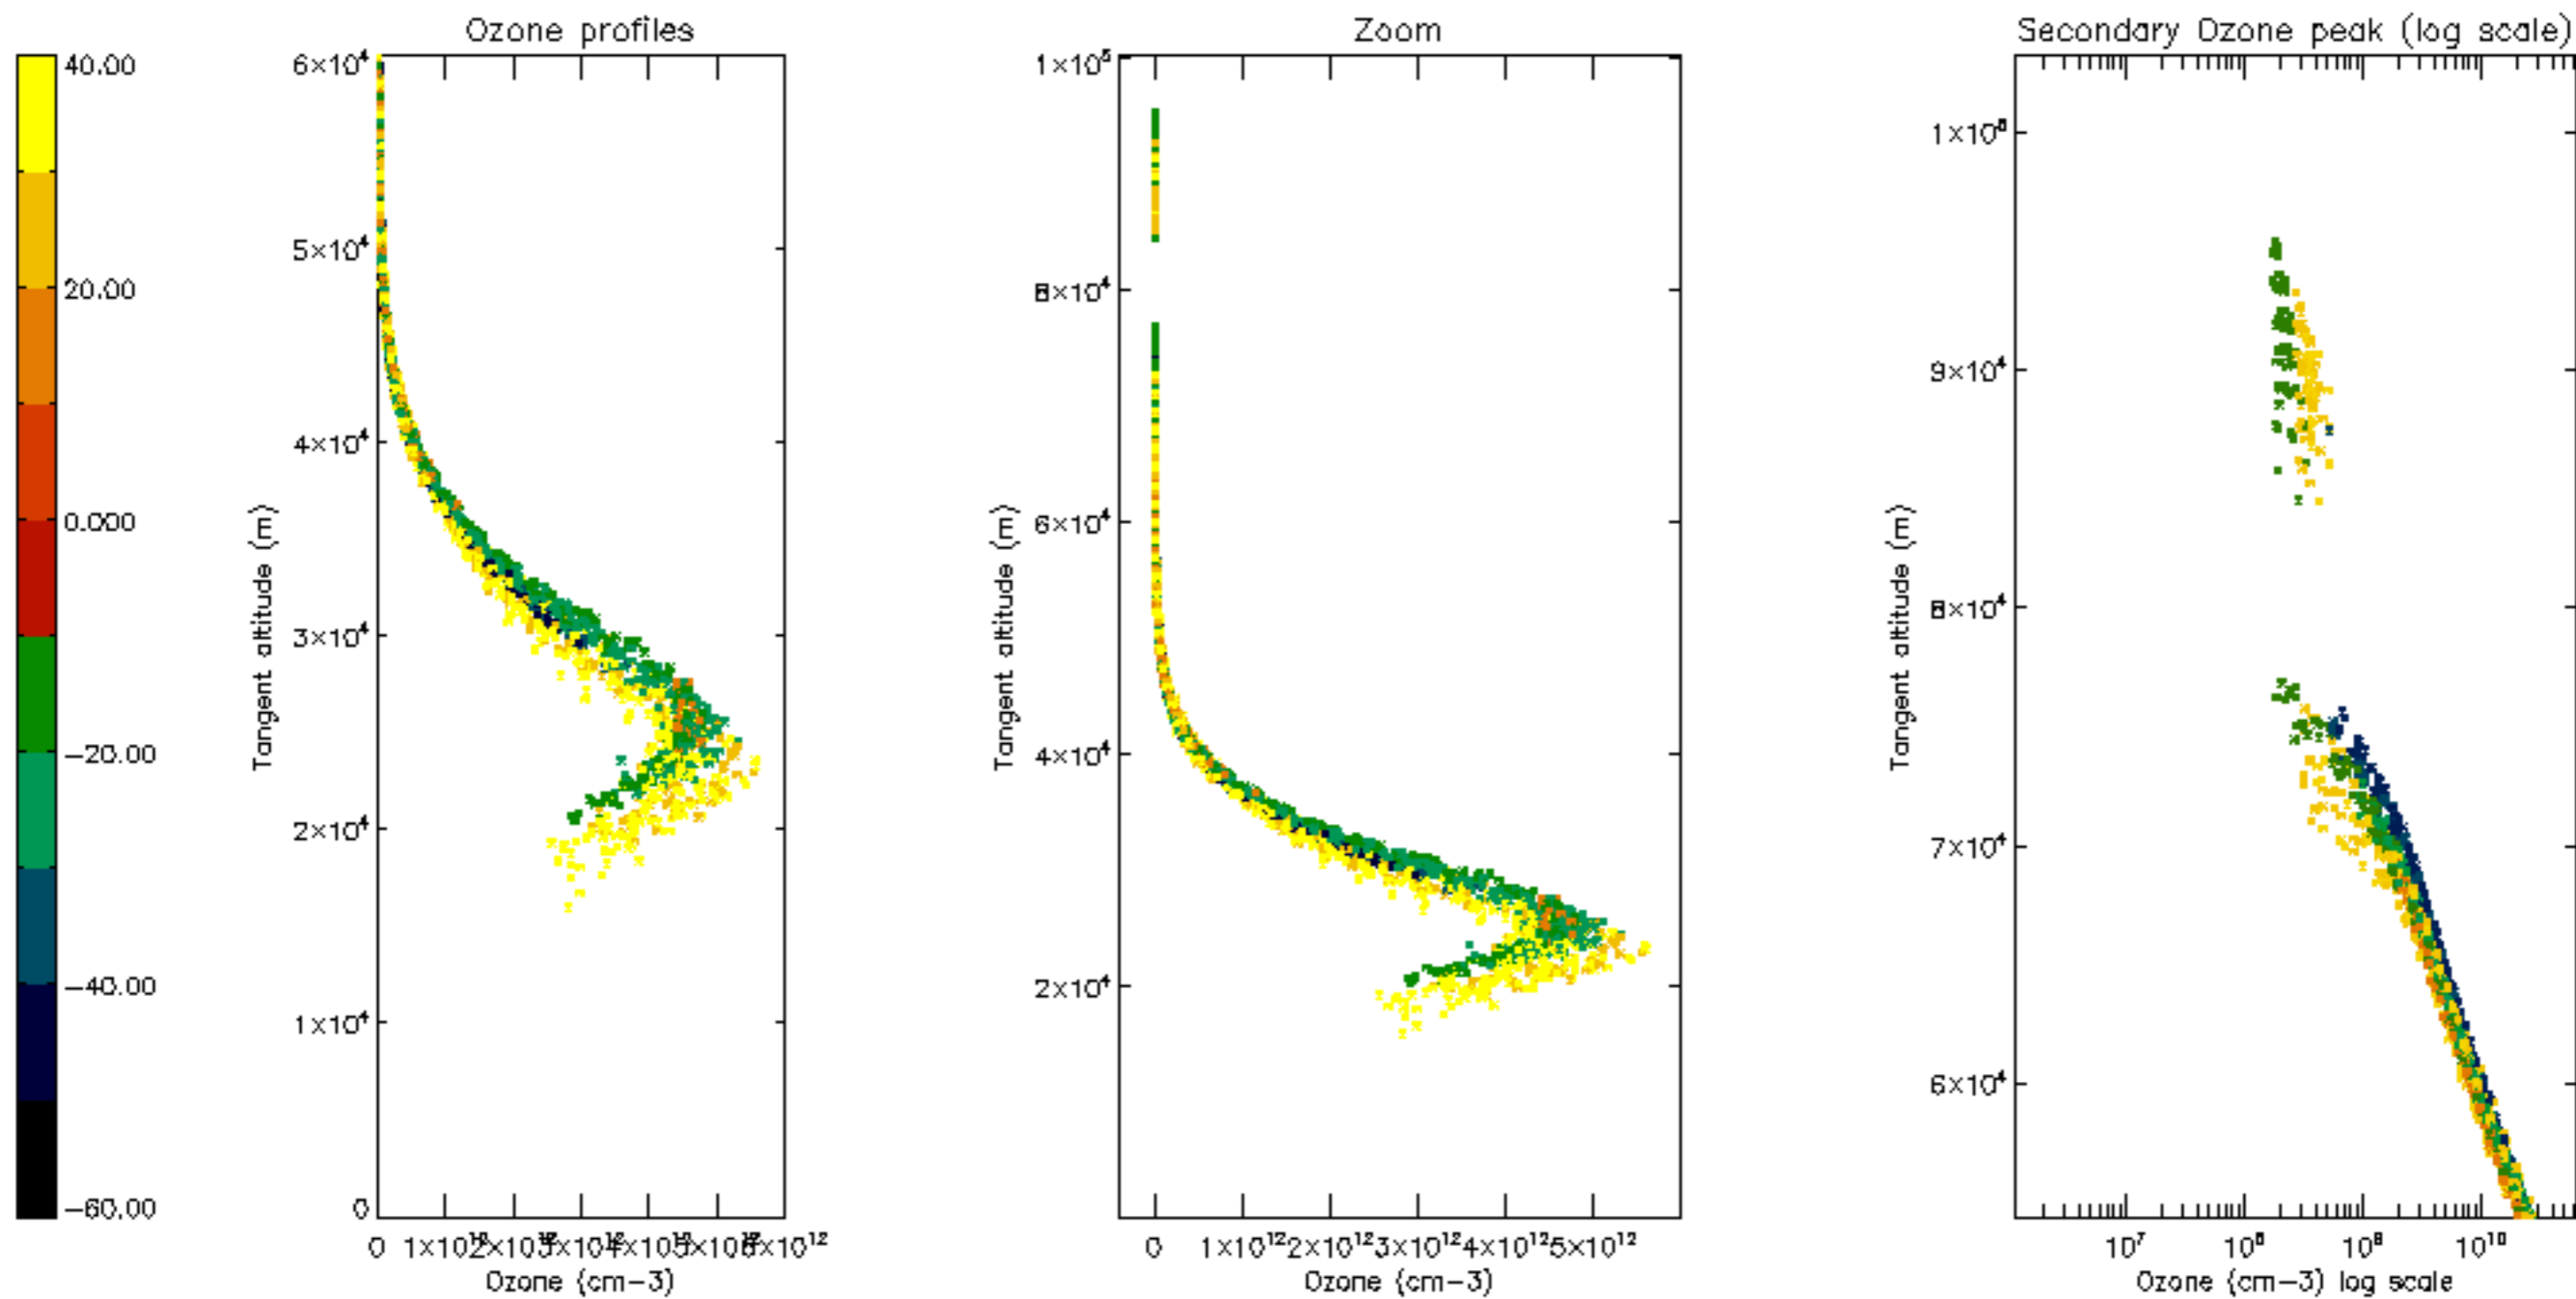 Ozone profiles
Zoom
Secondary Ozone peak (log scale)
40.00
20.00
0.000
-20.00
-40.00
-60.00
Tangent altitude (m)
6×10⁴
5×10⁴
4×10⁴
3×10⁴
2×10⁴
1×10⁴
0
0
Ozone (cm-3)
Tangent altitude (m)
1×10⁵
8×10⁴
6×10⁴
4×10⁴
2×10⁴
0 1×10¹² 2×10¹² 3×10¹² 4×10¹² 5×10¹²
Ozone (cm-3)
Tangent altitude (m)
9×10⁴
8×10⁴
7×10⁴
6×10⁴
10⁷ 10⁸ 10⁹ 10¹⁰
Ozone (cm-3) log scale